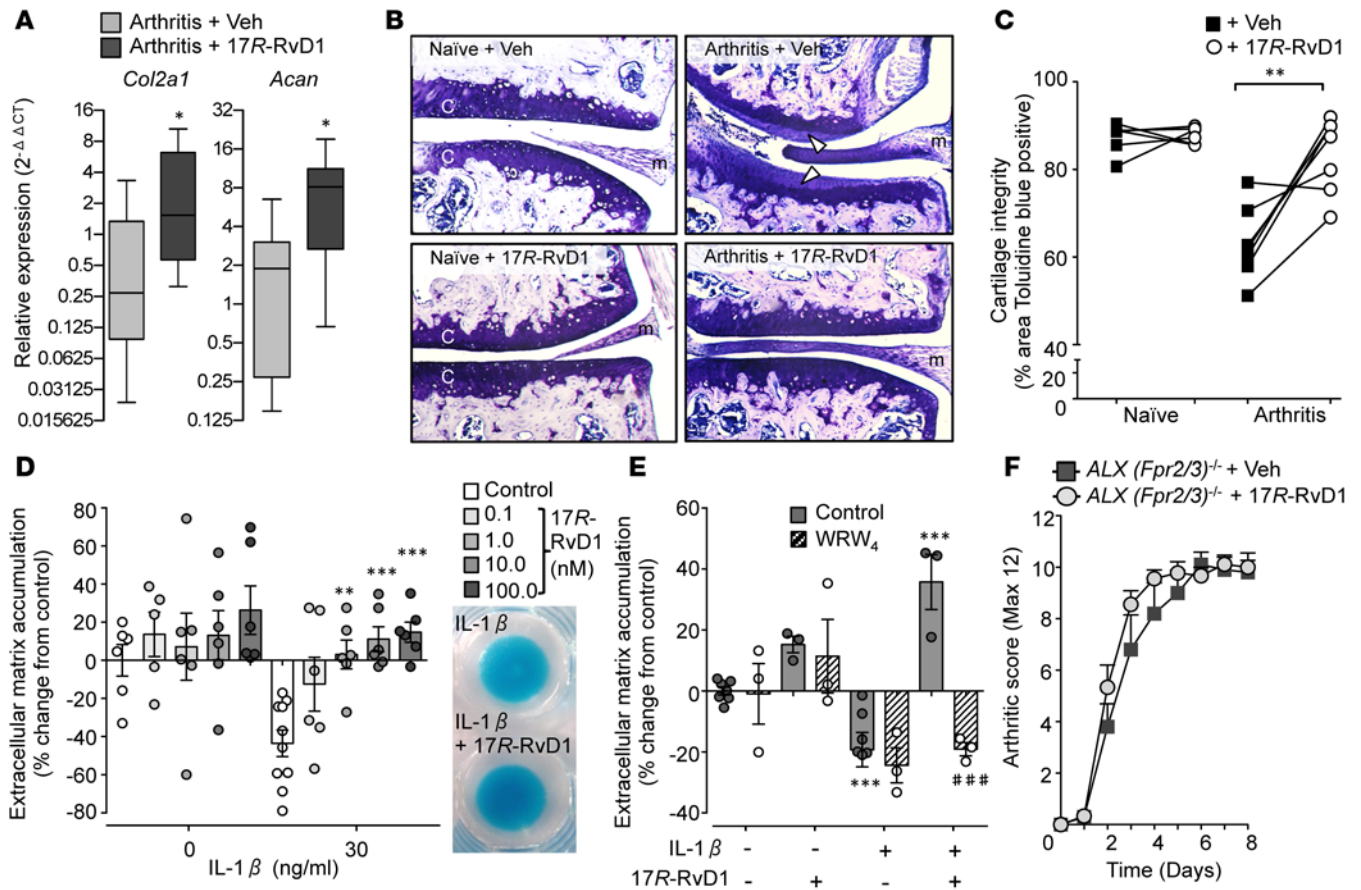 A
Arthritis + Veh
Arthritis + 17R-RvD1
Col2a1
Acan
Relative expression (2-ΔΔCT)
16
8
4
2
1
0.5
0.25
0.125
0.0625
0.03125
0.015625
*
32
16
8
4
2
1
0.5
0.25
0.125
*
B
Naïve + Veh
C
C
m
Arthritis + Veh
m
Naïve + 17R-RvD1
C
C
m
Arthritis + 17R-RvD1
m
C
+ Veh
+ 17R-RvD1
**
Cartilage integrity
(% area Toluidine blue positive)
100
80
60
40
20
0
Naïve
Arthritis
D
Extracellular matrix accumulation
(% change from control)
80
60
40
20
0
-20
-40
-60
-80
**
***
***
0
30
IL-1β (ng/ml)
Control
0.1
1.0
10.0
100.0
17R-
RvD1
(nM)
IL-1β
IL-1β
+ 17R-RvD1
E
Extracellular matrix accumulation
(% change from control)
60
40
20
0
-20
-40
Control
WRW4
***
***
###
IL-1β - - + +
17R-RvD1 - + - +
F
ALX (Fpr2/3)-/- + Veh
ALX (Fpr2/3)-/- + 17R-RvD1
Arthritic score (Max 12)
12
10
8
6
4
2
0
2
4
6
8
Time (Days)